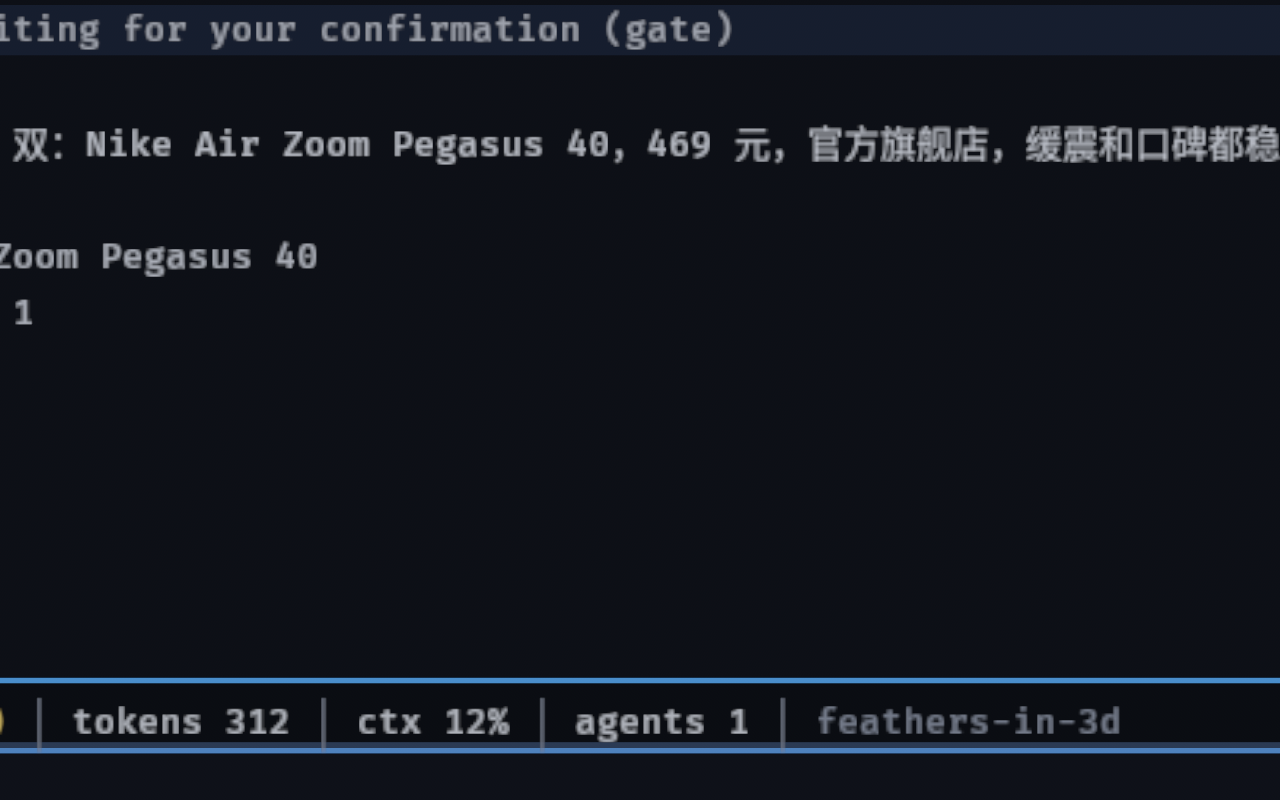 iting for your confirmation (gate)
双：Nike Air Zoom Pegasus 40，469 元，官方旗舰店，缓震和口碑都稳
Zoom Pegasus 40
1
tokens 312 | ctx 12% | agents 1 | feathers-in-3d